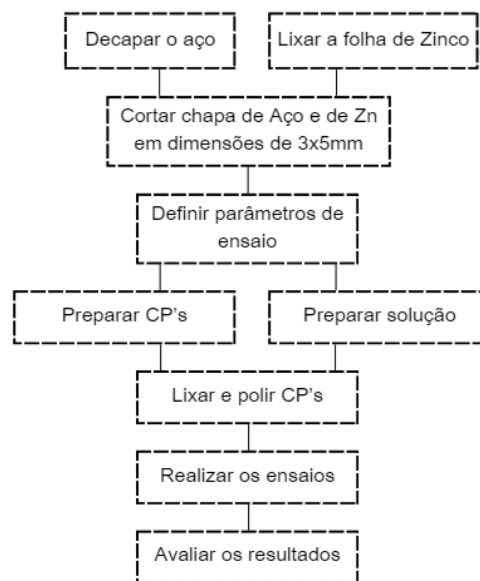 Decapar o aço
Lixar a folha de Zinco
Cortar chapa de Aço e de Zn
em dimensões de 3x5mm
Definir parâmetros de
ensaio
Preparar CP's
Preparar solução
Lixar e polir CP's
Realizar os ensaios
Avaliar os resultados